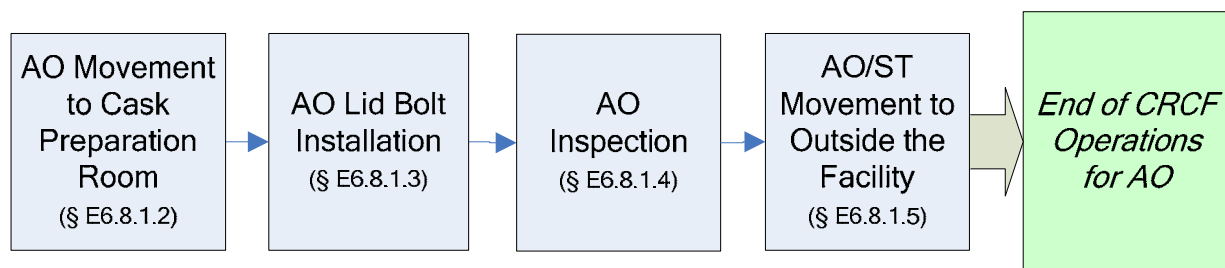 AO Movement
to Cask
Preparation
Room
(§ E6.8.1.2)
AO Lid Bolt
Installation
(§ E6.8.1.3)
AO
Inspection
(§ E6.8.1.4)
AO/ST
Movement to
Outside the
Facility
(§ E6.8.1.5)
End of CRCF
Operations
for AO